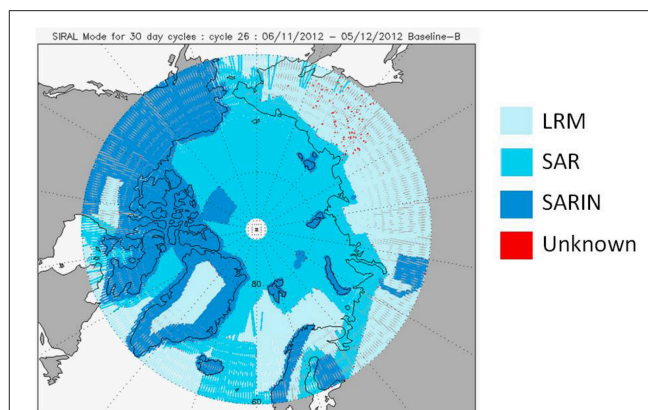 SIRAL Mode for 30 day cycles : cycle 26 : 06/11/2012 – 05/12/2012 Baseline-B
LRM
SAR
SARIN
Unknown
80
60